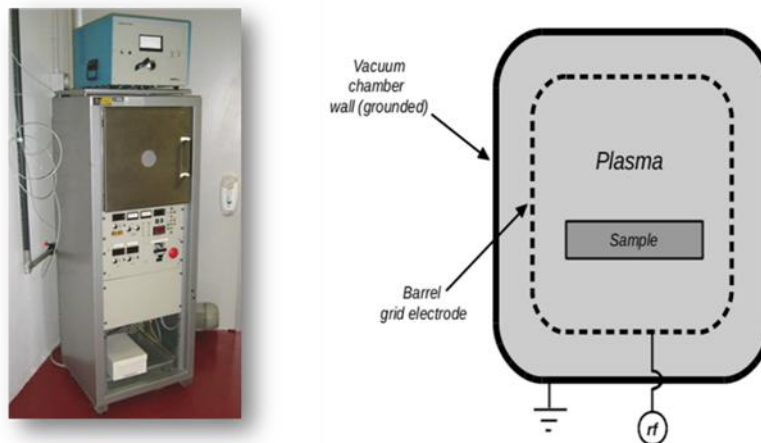 Vacuum
chamber
wall (grounded)
Plasma
Sample
Barrel
grid electrode
rf